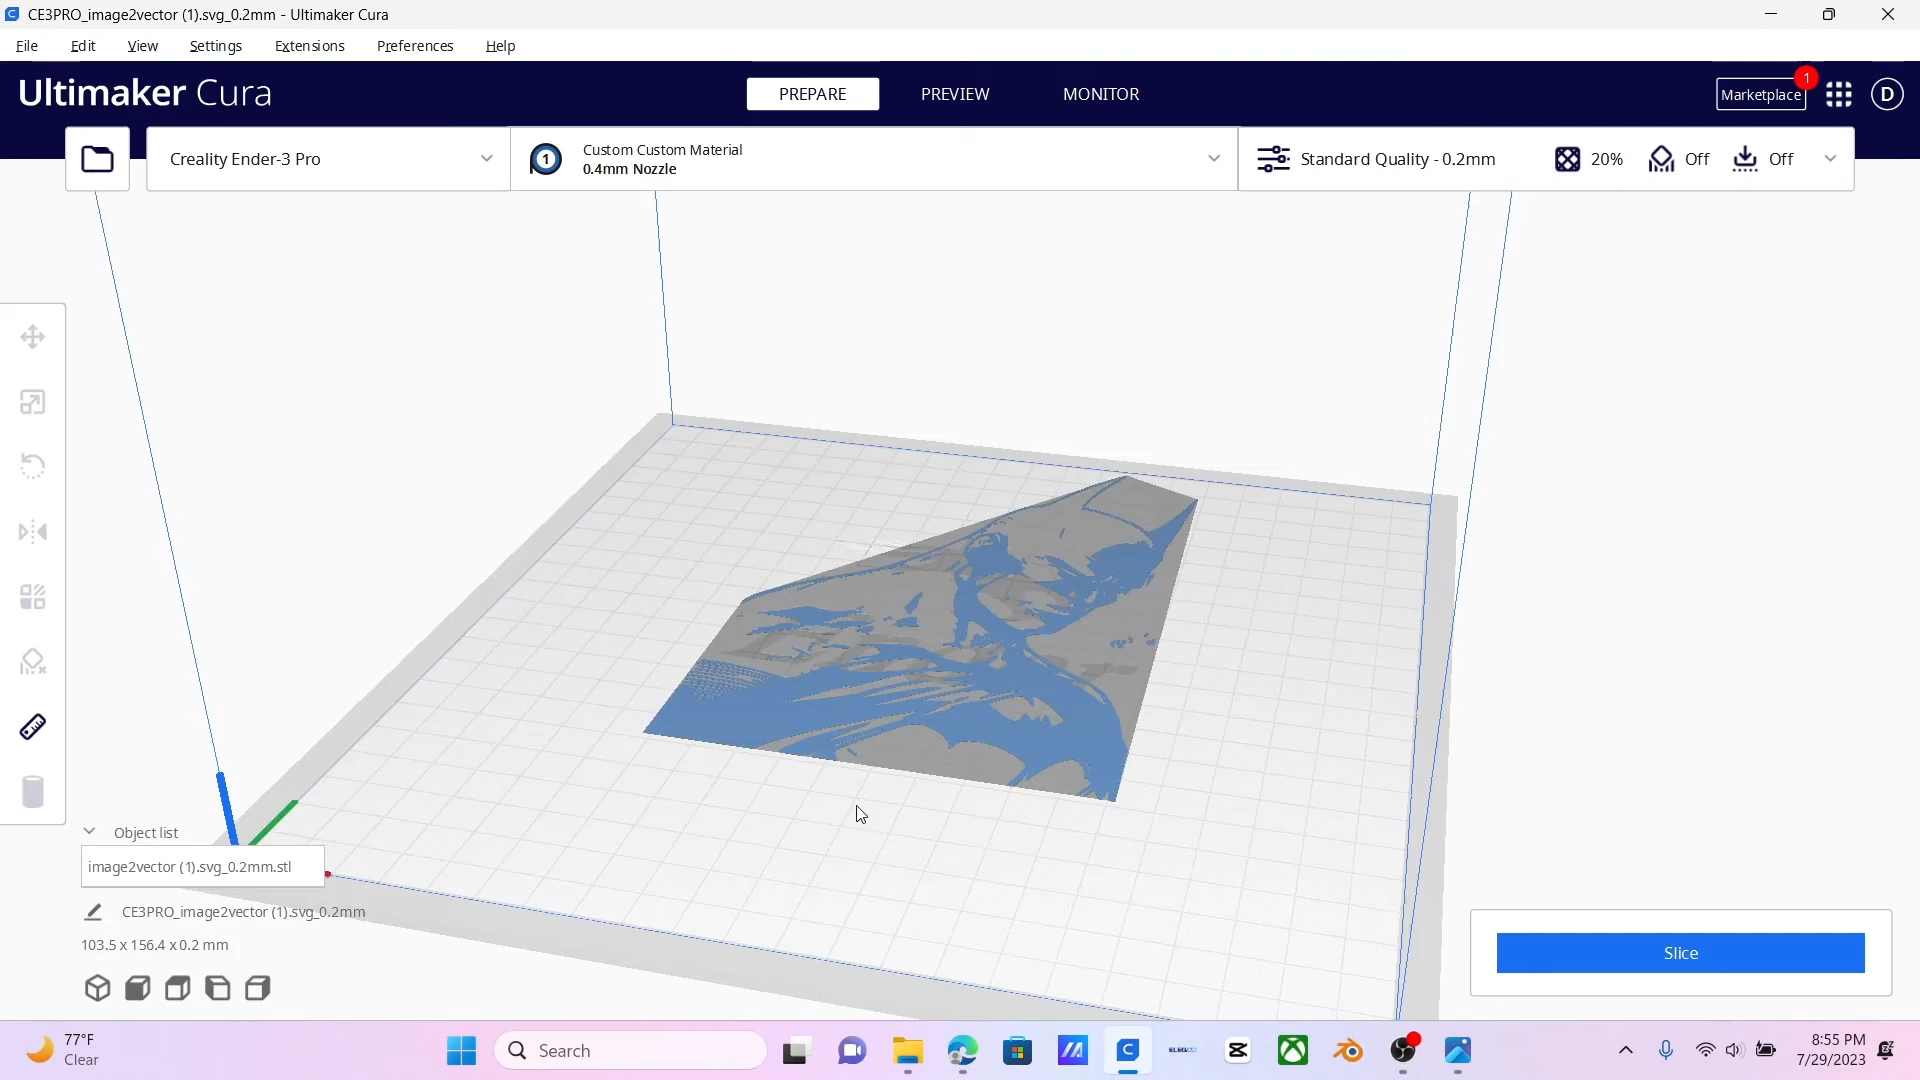 CE3PRO_image2vector (1).svg_0.2mm - Ultimaker Cura
File Edit View Settings Extensions Preferences Help
Ultimaker Cura
PREPARE
PREVIEW
MONITOR
Marketplace
1
D
Creality Ender-3 Pro
1
Custom Custom Material
0.4mm Nozzle
Standard Quality - 0.2mm
20%
Off
Off
Object list
image2vector (1).svg_0.2mm.stl
CE3PRO_image2vector (1).svg_0.2mm
103.5 x 156.4 x 0.2 mm
Slice
77°F
Clear
Search
ELEGOO
8:55 PM
7/29/2023